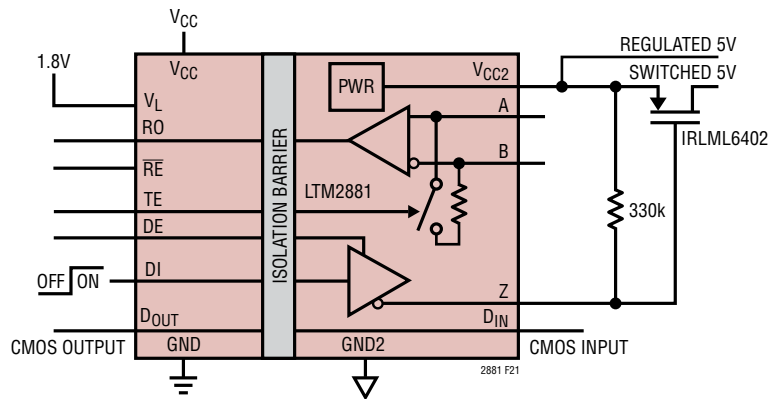 V_CC
REGULATED 5V
1.8V
V_CC
V_CC2
SWITCHED 5V
PWR
V_L
A
RO
IRLML6402
B
RE
ISOLATION BARRIER
LTM2881
TE
330k
DE
OFF
ON
DI
Z
D_OUT
D_IN
CMOS OUTPUT
GND
GND2
CMOS INPUT
2881 F21